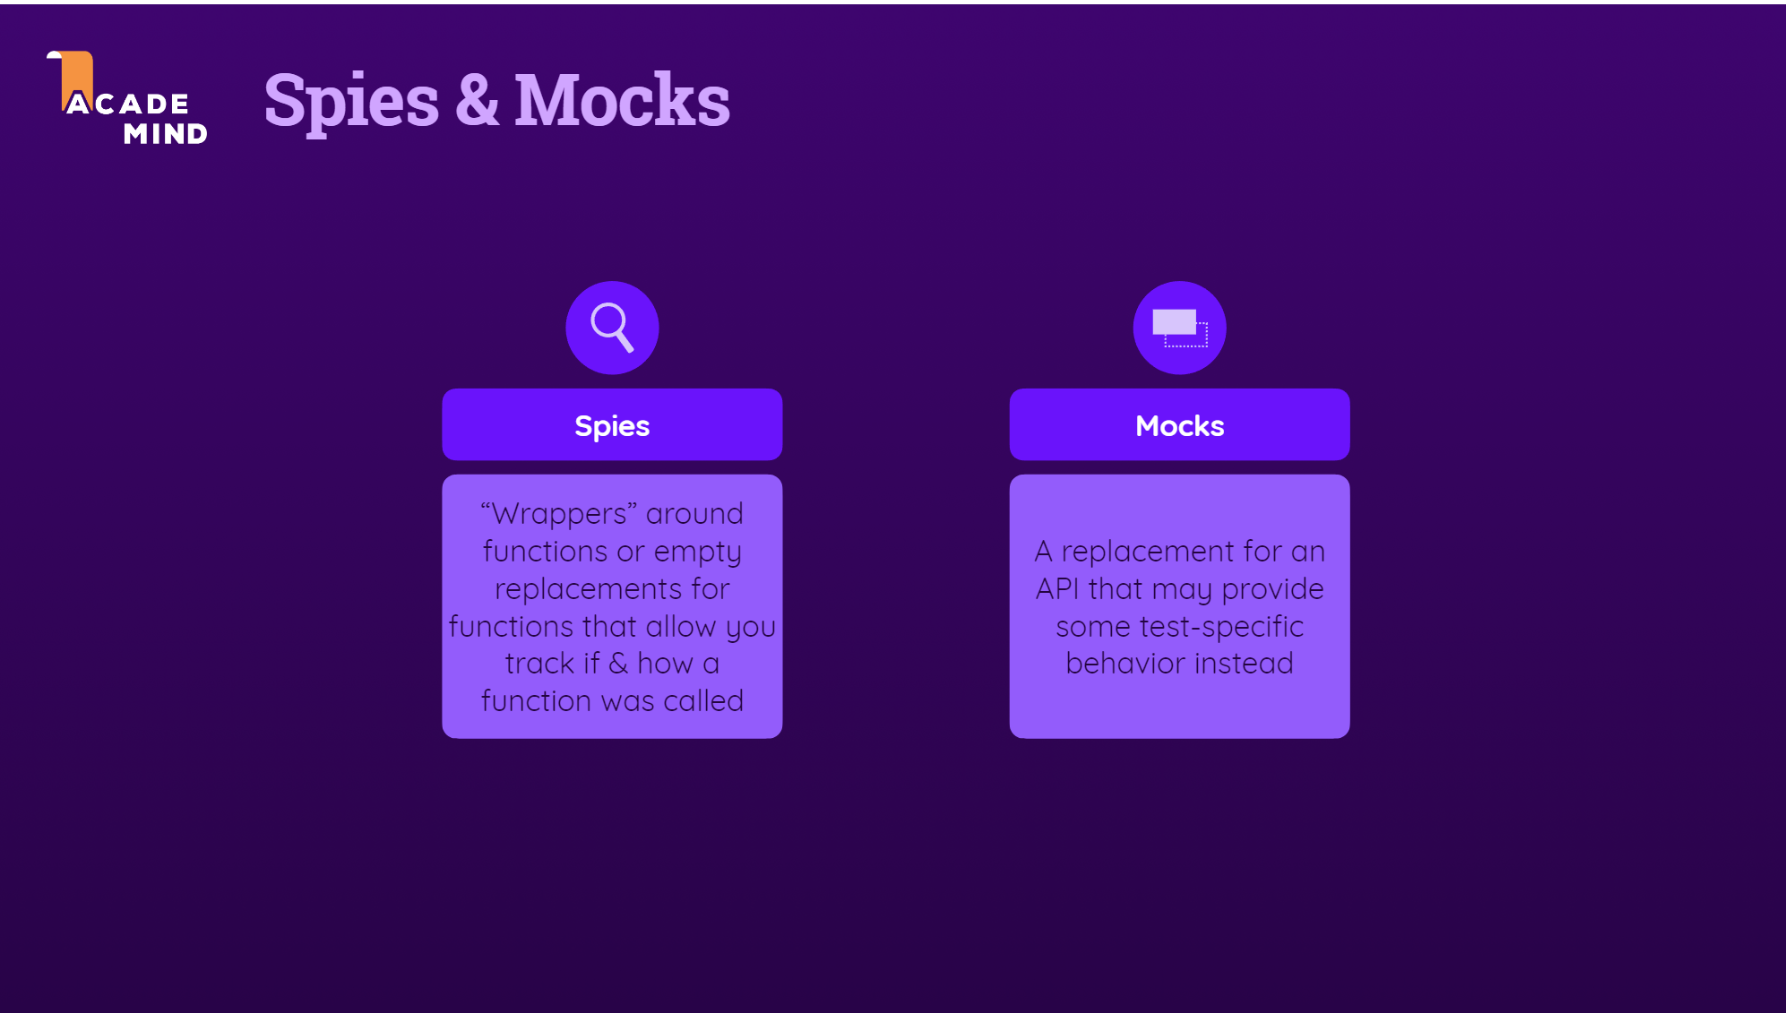 ACADE
MIND
Spies & Mocks
Spies
“Wrappers” around
functions or empty
replacements for
functions that allow you
track if & how a
function was called
Mocks
A replacement for an
API that may provide
some test-specific
behavior instead